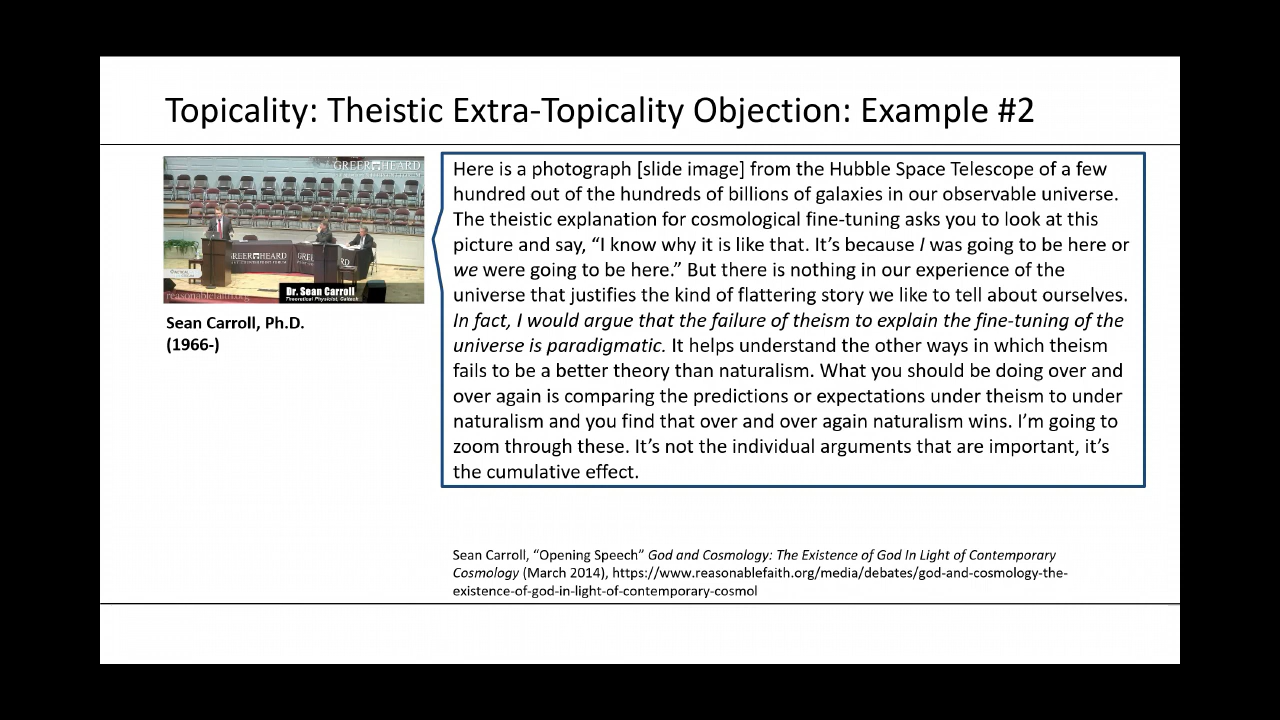 Topicality: Theistic Extra-Topicality Objection: Example #2
GREER HEARD
GREER HEARD
Dr. Sean Carroll
Theoretical Physicist, Caltech
reasonablefaith.org
Sean Carroll, Ph.D.
(1966-)
Here is a photograph [slide image] from the Hubble Space Telescope of a few
hundred out of the hundreds of billions of galaxies in our observable universe.
The theistic explanation for cosmological fine-tuning asks you to look at this
picture and say, “I know why it is like that. It’s because I was going to be here or
we were going to be here.” But there is nothing in our experience of the
universe that justifies the kind of flattering story we like to tell about ourselves.
In fact, I would argue that the failure of theism to explain the fine-tuning of the
universe is paradigmatic. It helps understand the other ways in which theism
fails to be a better theory than naturalism. What you should be doing over and
over again is comparing the predictions or expectations under theism to under
naturalism and you find that over and over again naturalism wins. I’m going to
zoom through these. It’s not the individual arguments that are important, it’s
the cumulative effect.
Sean Carroll, “Opening Speech” God and Cosmology: The Existence of God In Light of Contemporary
Cosmology (March 2014), https://www.reasonablefaith.org/media/debates/god-and-cosmology-the-
existence-of-god-in-light-of-contemporary-cosmol